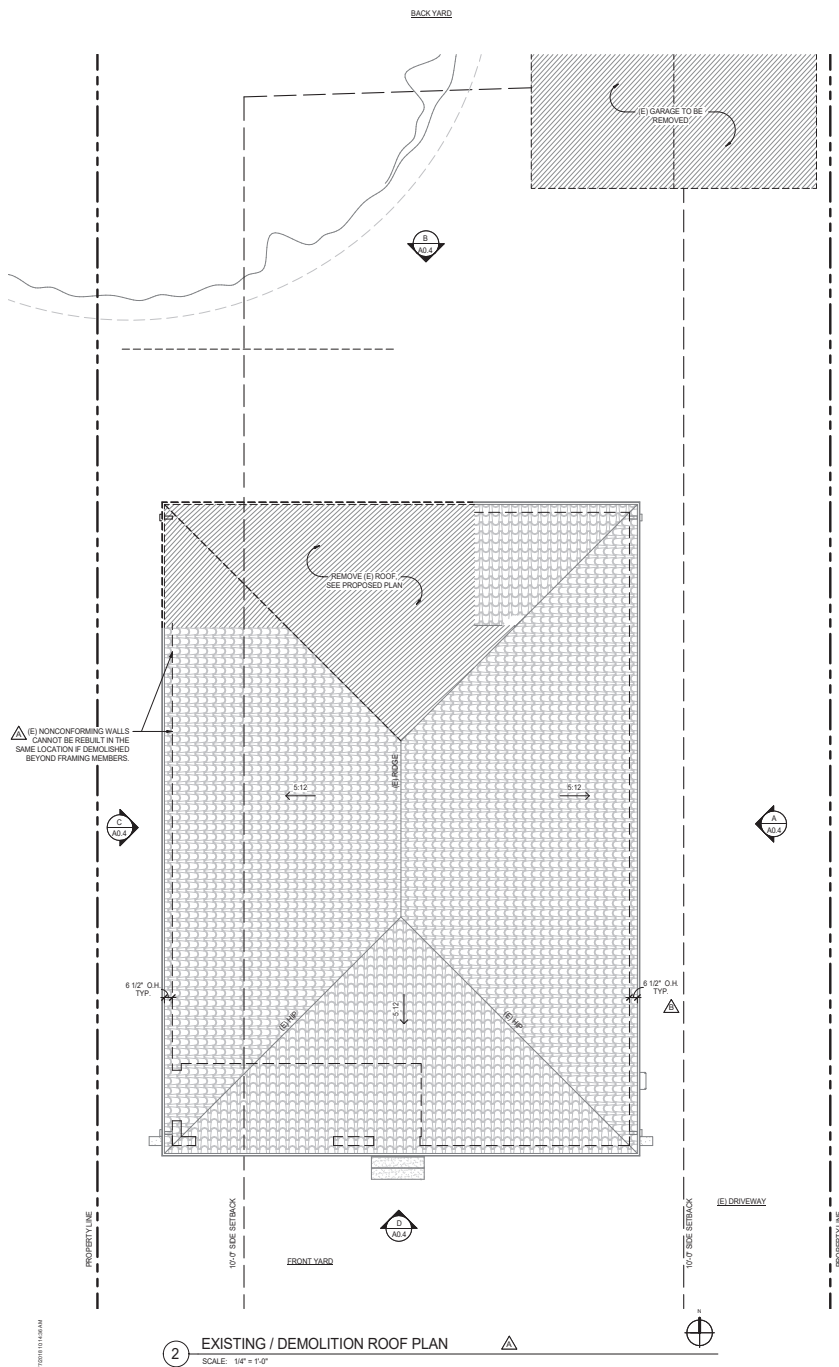 BACK YARD
(E) GARAGE TO BE
REMOVED.
B
A0.4
REMOVE (E) ROOF,
SEE PROPOSED PLAN
A
(E) NONCONFORMING WALLS
CANNOT BE REBUILT IN THE
SAME LOCATION IF DEMOLISHED
BEYOND FRAMING MEMBERS.
(E) RIDGE
5:12
5:12
C
A0.4
A
A0.4
6 1/2" O.H.
TYP.
6 1/2" O.H.
TYP.
B
5:12
(E) HIP
(E) HIP
PROPERTY LINE
10'-0" SIDE SETBACK
D
A0.4
FRONT YARD
10'-0" SIDE SETBACK
(E) DRIVEWAY
PROPERTY LINE
N
2
EXISTING / DEMOLITION ROOF PLAN
A
SCALE: 1/4" = 1'-0"